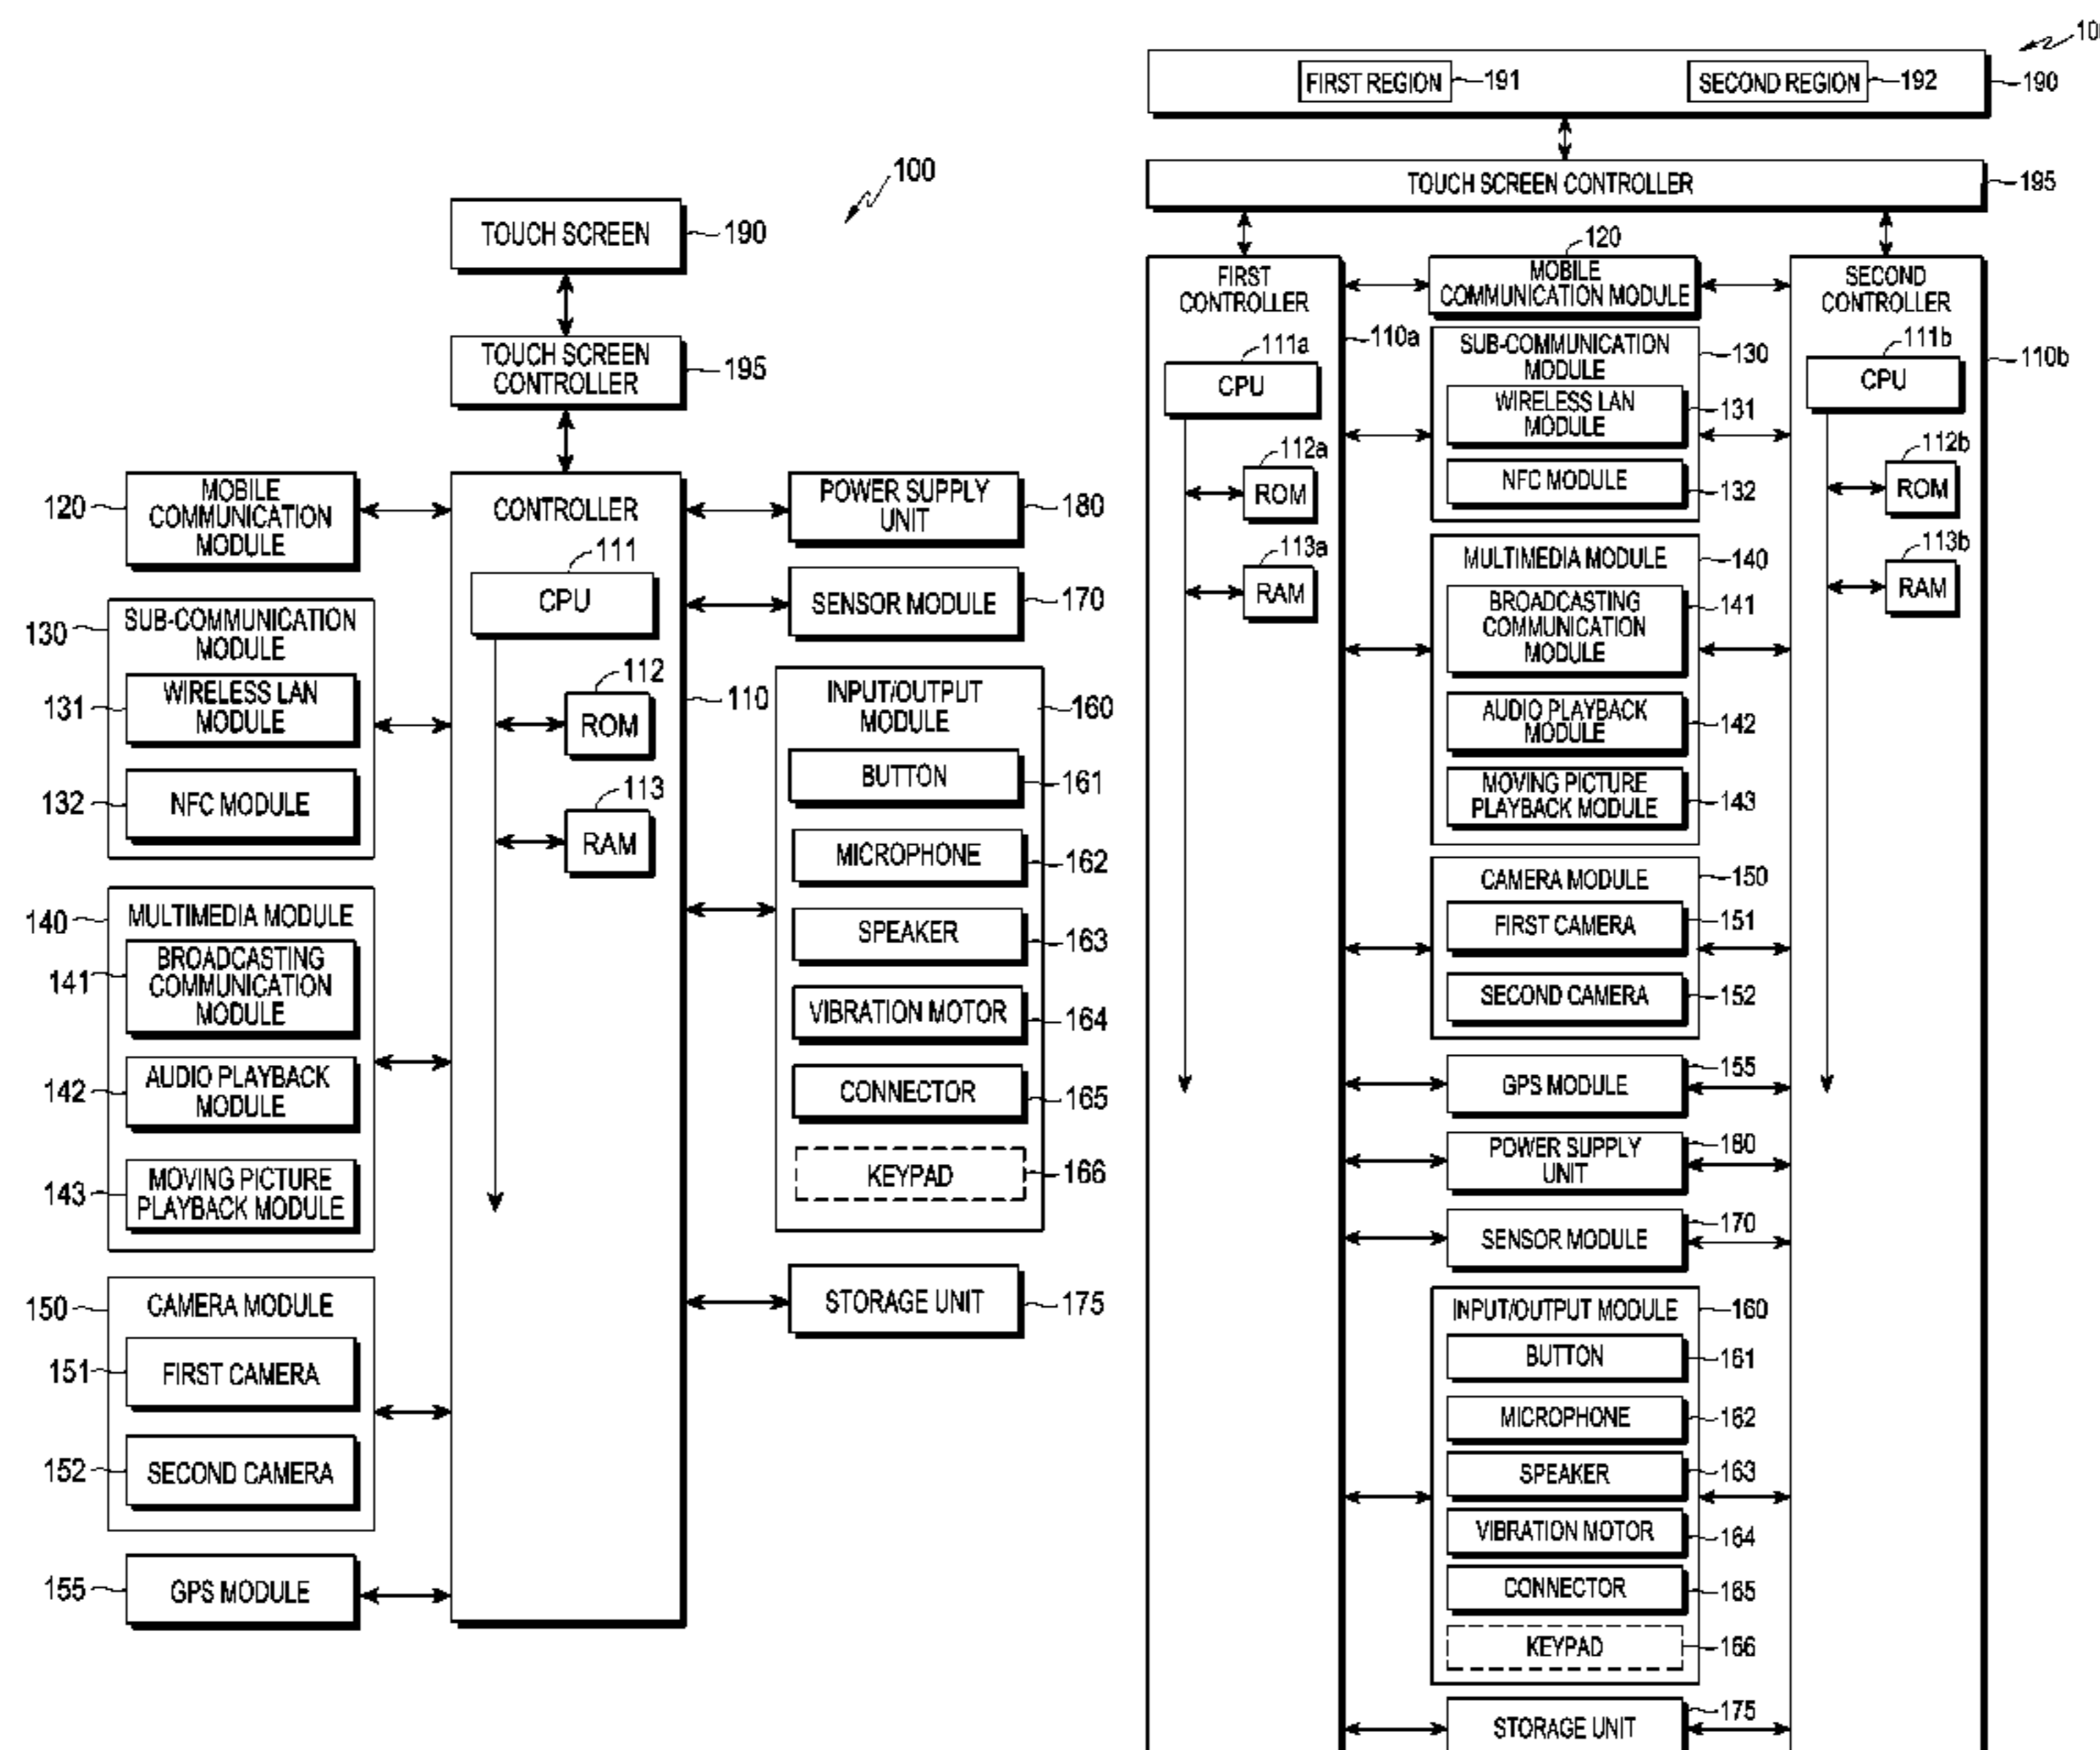 100
TOUCH SCREEN
190
TOUCH SCREEN
CONTROLLER
195
120
MOBILE
COMMUNICATION
MODULE
130
SUB-COMMUNICATION
MODULE
131
WIRELESS LAN
MODULE
132
NFC MODULE
140
MULTIMEDIA MODULE
141
BROADCASTING
COMMUNICATION
MODULE
142
AUDIO PLAYBACK
MODULE
143
MOVING PICTURE
PLAYBACK MODULE
150
CAMERA MODULE
151
FIRST CAMERA
152
SECOND CAMERA
155
GPS MODULE
CONTROLLER
111
CPU
112
ROM
110
113
RAM
POWER SUPPLY
UNIT
180
SENSOR MODULE
170
INPUT/OUTPUT
MODULE
160
BUTTON
161
MICROPHONE
162
SPEAKER
163
VIBRATION MOTOR
164
CONNECTOR
165
KEYPAD
166
STORAGE UNIT
175
10
FIRST REGION
191
SECOND REGION
192
190
TOUCH SCREEN CONTROLLER
195
FIRST
CONTROLLER
110a
111a
CPU
112a
ROM
113a
RAM
120
MOBILE
COMMUNICATION MODULE
SUB-COMMUNICATION
MODULE
130
WIRELESS LAN
MODULE
131
NFC MODULE
132
MULTIMEDIA MODULE
140
BROADCASTING
COMMUNICATION
MODULE
141
AUDIO PLAYBACK
MODULE
142
MOVING PICTURE
PLAYBACK MODULE
143
CAMERA MODULE
150
FIRST CAMERA
151
SECOND CAMERA
152
GPS MODULE
155
POWER SUPPLY
UNIT
180
SENSOR MODULE
170
INPUT/OUTPUT MODULE
160
BUTTON
161
MICROPHONE
162
SPEAKER
163
VIBRATION MOTOR
164
CONNECTOR
165
KEYPAD
166
STORAGE UNIT
175
SECOND
CONTROLLER
110b
111b
CPU
112b
ROM
113b
RAM